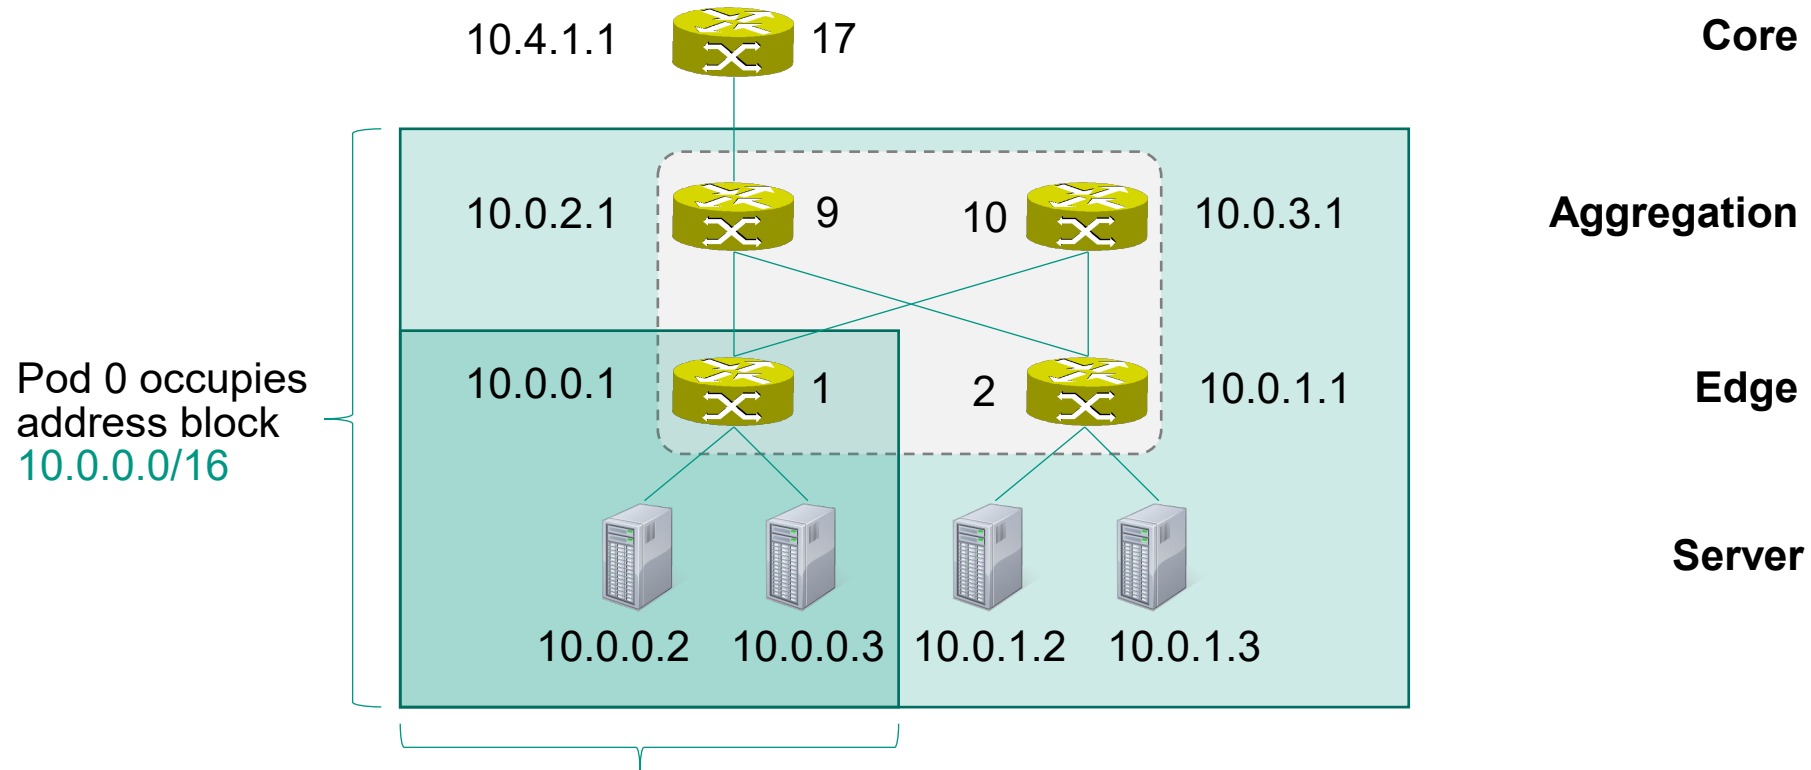 10.4.1.1 17 Core
10.0.2.1 9 10 10.0.3.1 Aggregation
Pod 0 occupies
address block
10.0.0.0/16
10.0.0.1 1 2 10.0.1.1 Edge
Server
10.0.0.2 10.0.0.3 10.0.1.2 10.0.1.3